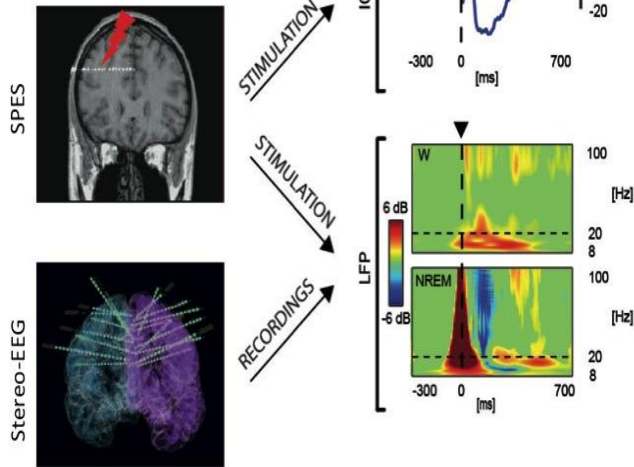 SPES
STIMULATION
-20
-300 0 700
[ms]
STIMULATION
LFP
6 dB
-6 dB
W
100
[Hz]
20
8
NREM
100
[Hz]
20
8
-300 0 700
[ms]
Stereo-EEG
RECORDINGS